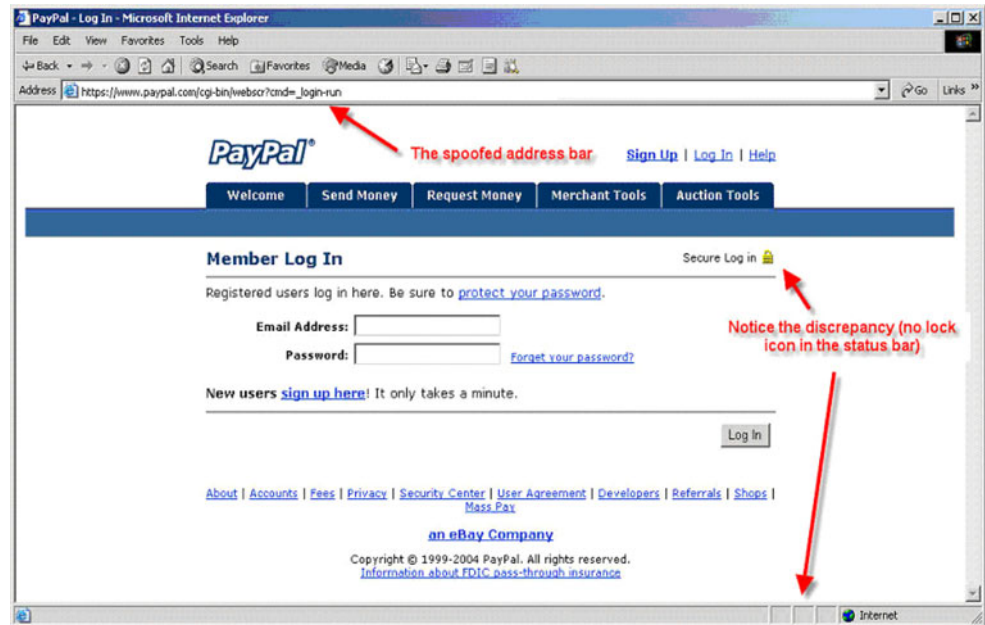 PayPal - Log In - Microsoft Internet Explorer
File Edit View Favorites Tools Help
Back Search Favorites Media
Address https://www.paypal.com/cgi-bin/webscr?cmd=_login-run Go Links »
PayPal®
The spoofed address bar
Sign Up | Log In | Help
Welcome Send Money Request Money Merchant Tools Auction Tools
Member Log In
Secure Log in
Registered users log in here. Be sure to protect your password.
Notice the discrepancy (no lock
icon in the status bar)
Email Address:
Password: Forget your password?
New users sign up here! It only takes a minute.
Log In
About | Accounts | Fees | Privacy | Security Center | User Agreement | Developers | Referrals | Shops |
Mass Pay
an eBay Company
Copyright © 1999-2004 PayPal. All rights reserved.
Information about FDIC pass-through insurance
Internet